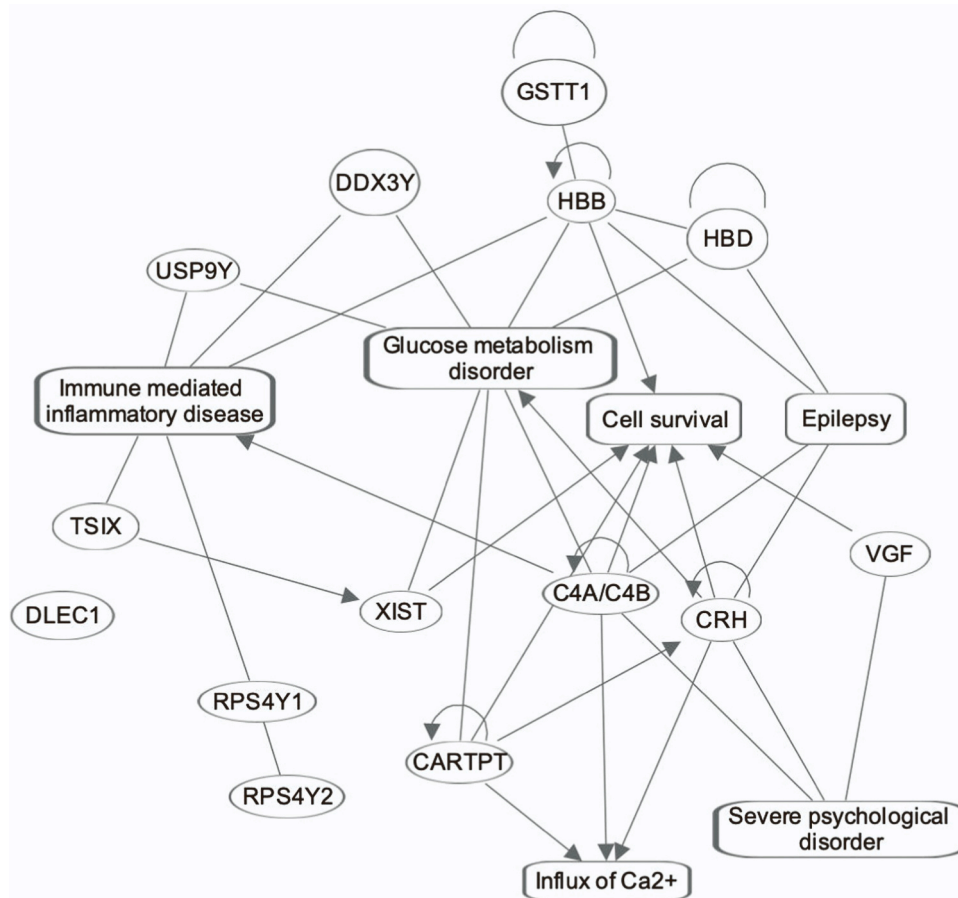 GSTT1
DDX3Y
HBB
HBD
USP9Y
Glucose metabolism
disorder
Immune mediated
inflammatory disease
Cell survival
Epilepsy
TSIX
VGF
C4A/C4B
XIST
CRH
DLEC1
RPS4Y1
CARTPT
RPS4Y2
Severe psychological
disorder
Influx of Ca2+